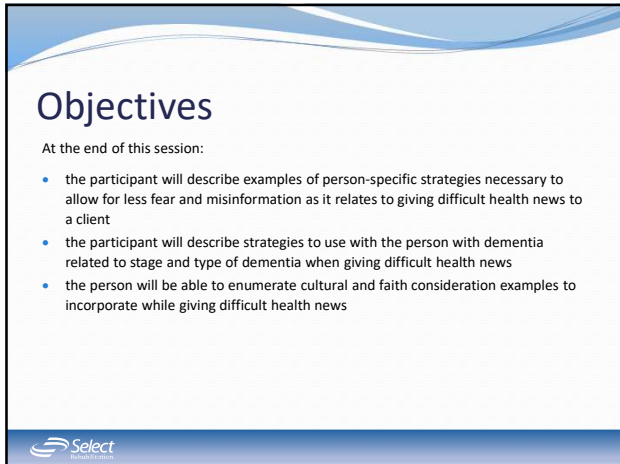 Objectives
At the end of this session:
• the participant will describe examples of person-specific strategies necessary to
allow for less fear and misinformation as it relates to giving difficult health news to
a client
• the participant will describe strategies to use with the person with dementia
related to stage and type of dementia when giving difficult health news
• the person will be able to enumerate cultural and faith consideration examples to
incorporate while giving difficult health news
Select
Rehabilitation